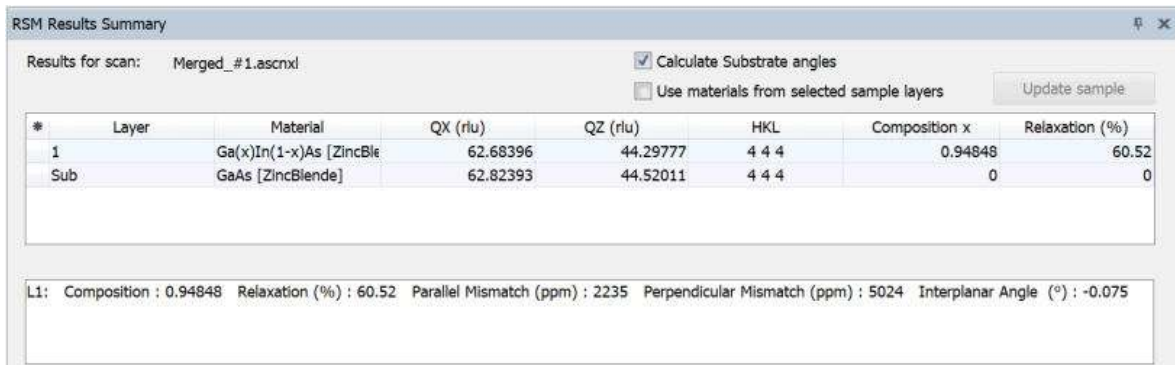 RSM Results Summary
Results for scan: Merged_#1.ascnxl
Calculate Substrate angles
Use materials from selected sample layers
Update sample
* Layer Material QX (rlu) QZ (rlu) HKL Composition x Relaxation (%)
1 Ga(x)In(1-x)As [ZincBle 62.68396 44.29777 4 4 4 0.94848 60.52
Sub GaAs [ZincBlende] 62.82393 44.52011 4 4 4 0 0
L1: Composition : 0.94848 Relaxation (%) : 60.52 Parallel Mismatch (ppm) : 2235 Perpendicular Mismatch (ppm) : 5024 Interplanar Angle (°) : -0.075